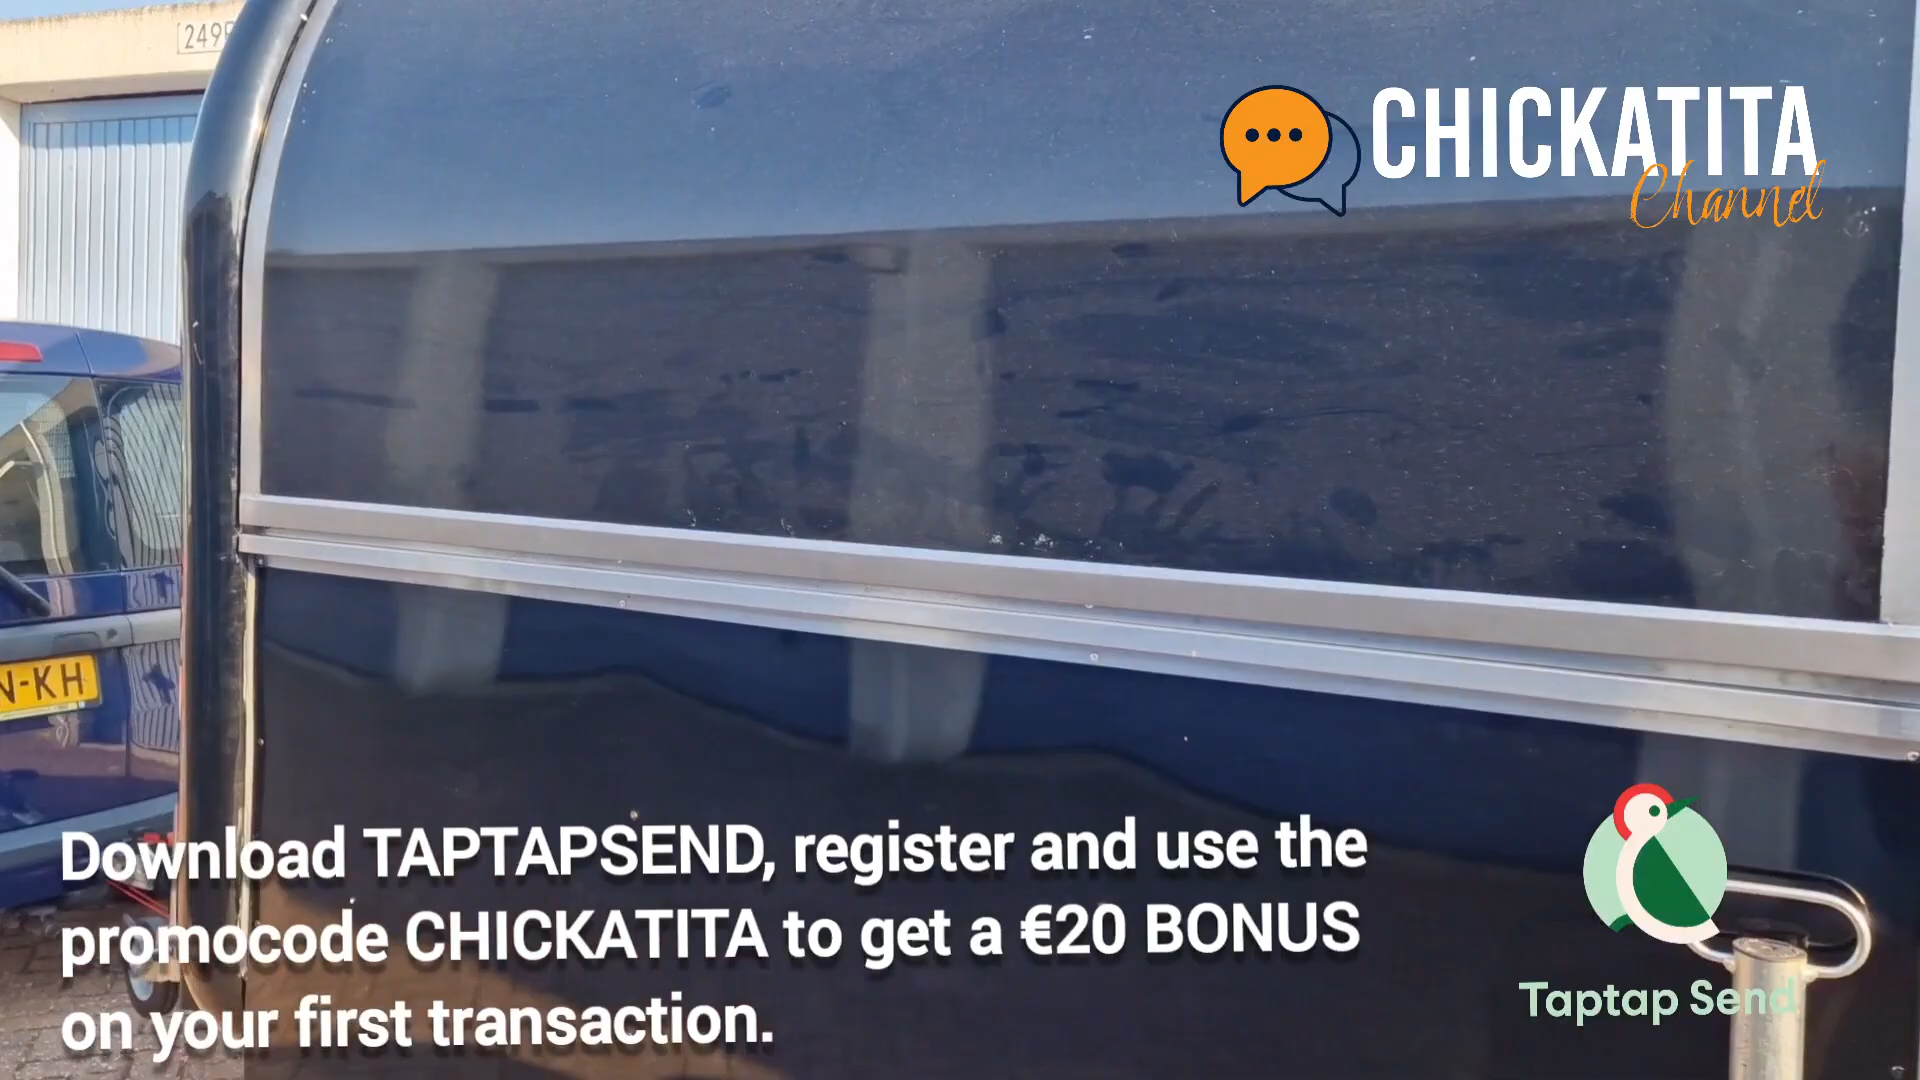 249
CHICKATITA
Channel
N-KH
Download TAPTAPSEND, register and use the
promocode CHICKATITA to get a €20 BONUS
on your first transaction.
Taptap Send